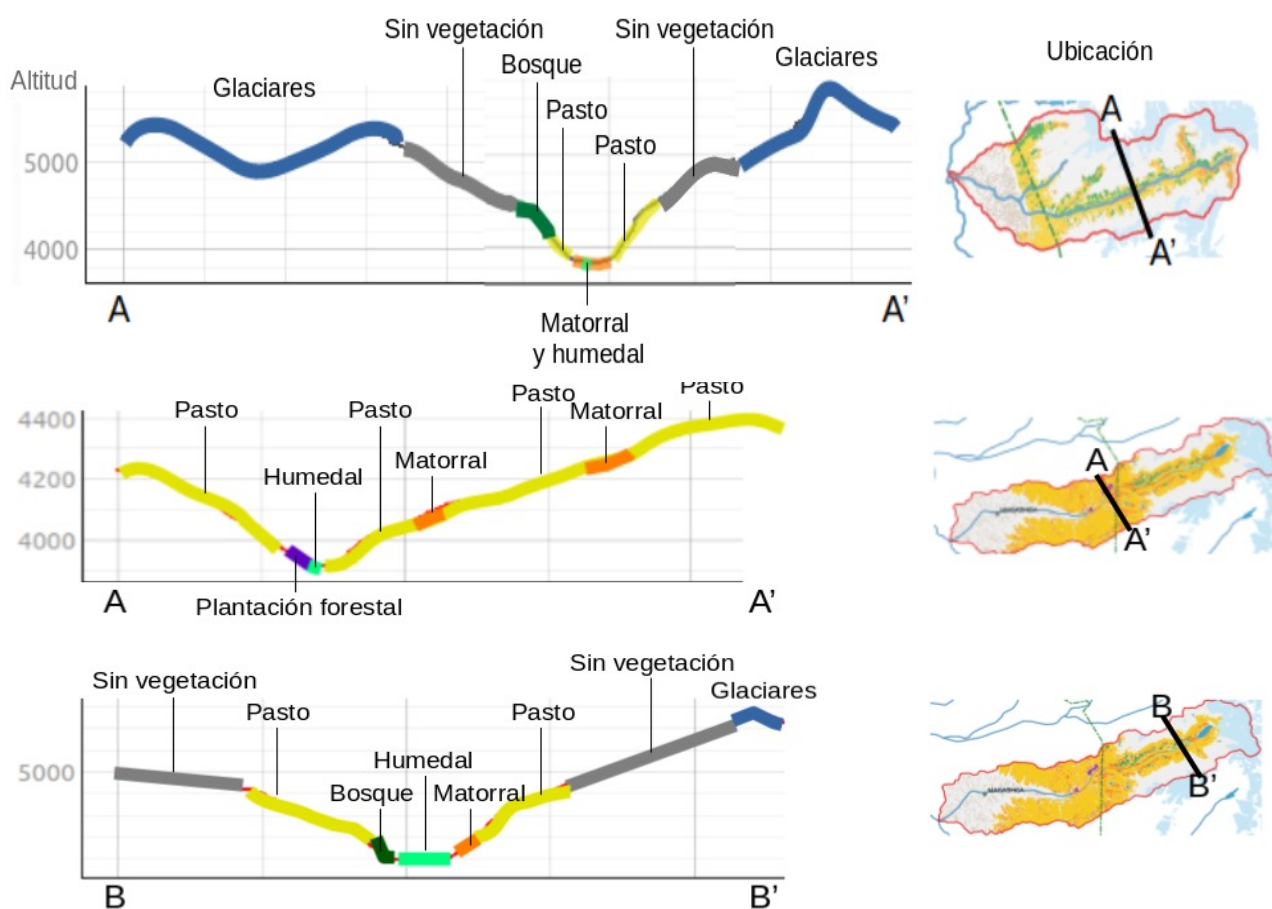 Sin vegetación
Sin vegetación
Ubicación
Bosque
Glaciares
Altitud
Glaciares
Pasto
Pasto
5000
4000
A
A'
Matorral
y humedal
A
A'
Pasto
Pasto
Pasto
Matorral
Pasto
4400
Humedal
Matorral
4200
4000
A
Plantación forestal
A'
A
A'
Sin vegetación
Sin vegetación
Glaciares
Pasto
Pasto
Humedal
5000
Bosque
Matorral
B
B'
B
B'